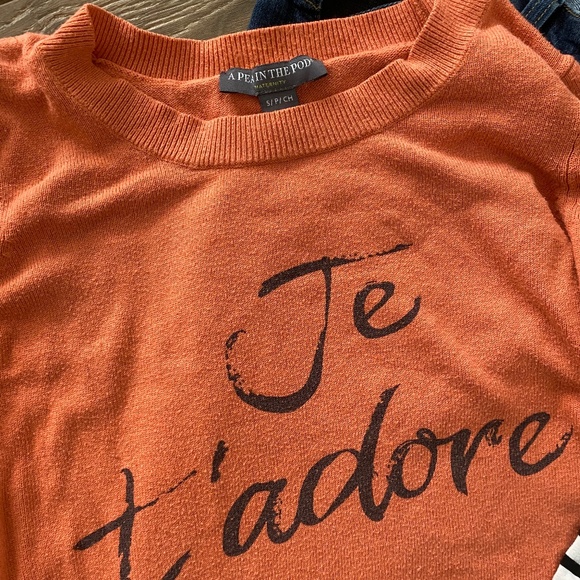 A PEA IN THE POD
MATERNITY
S/P/CH
Je
t'adore